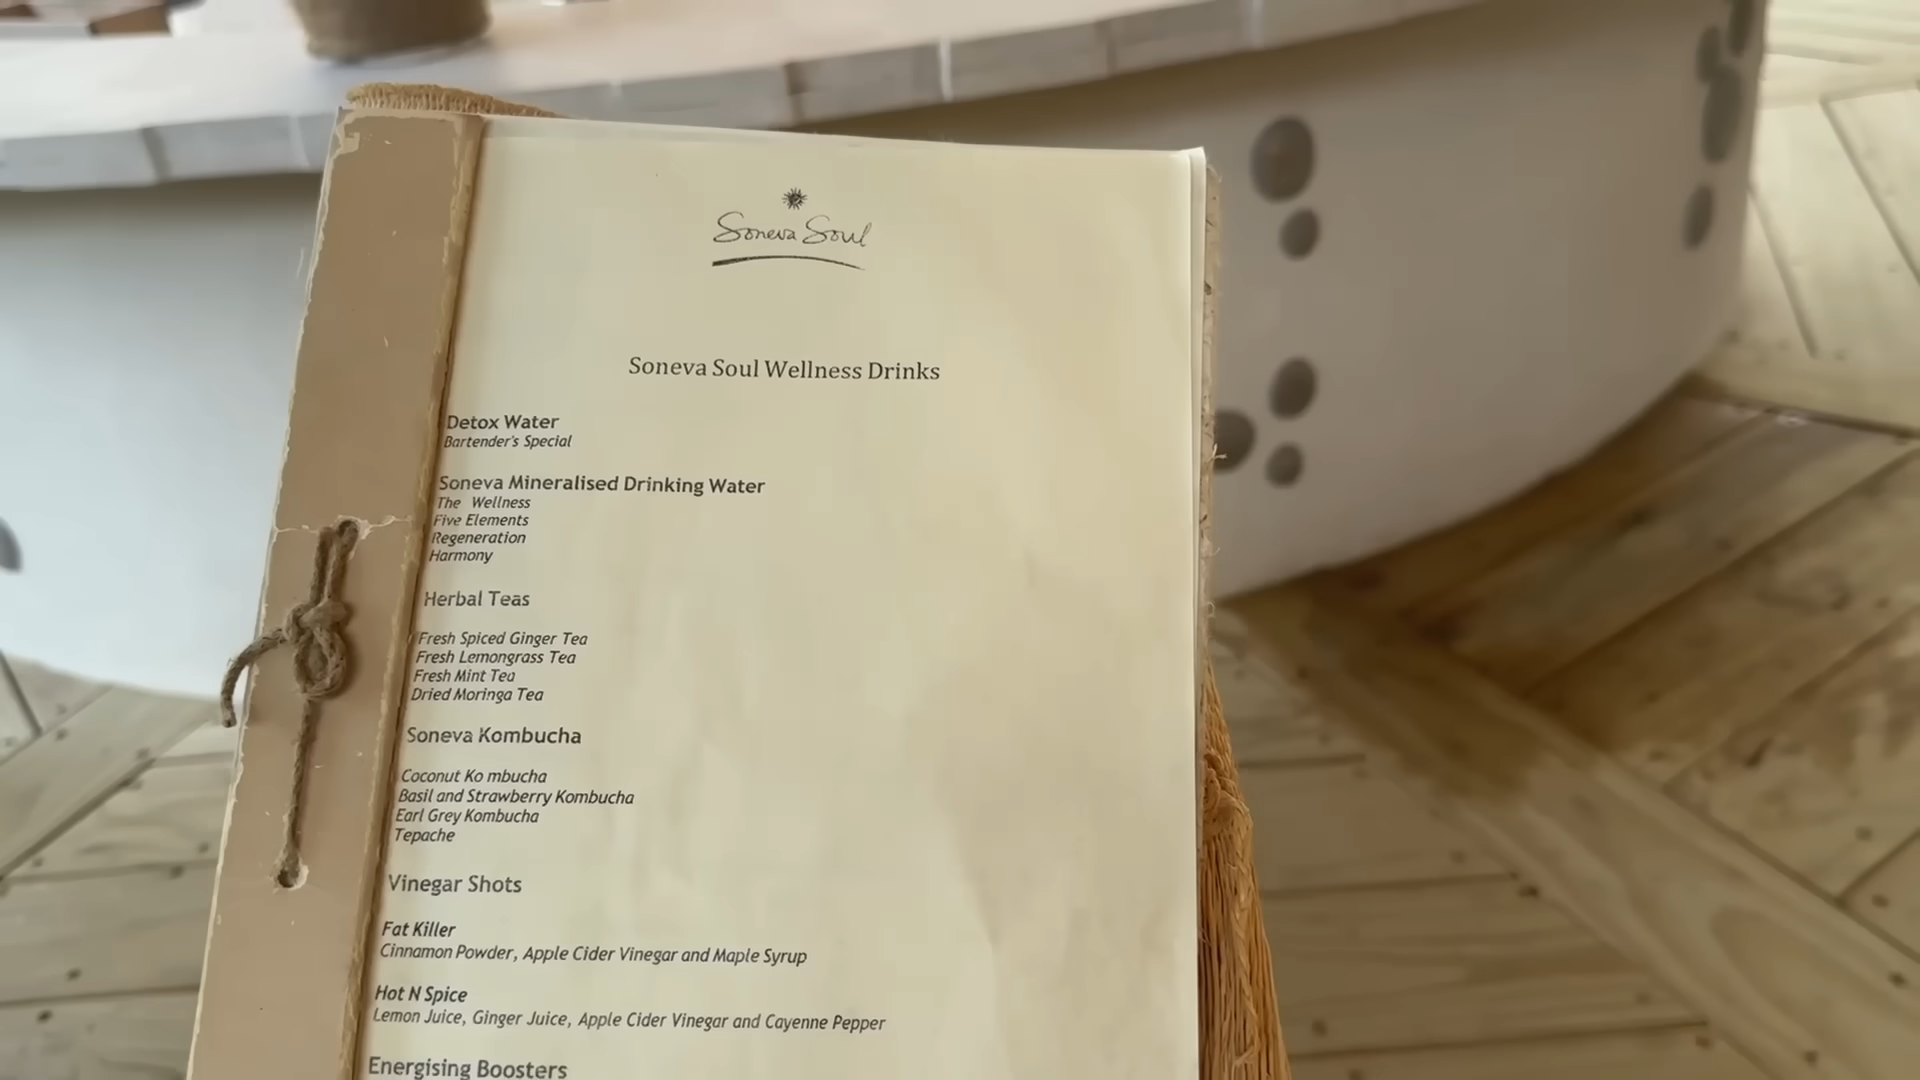 Soneva Soul
Soneva Soul Wellness Drinks
Detox Water
Bartender's Special
Soneva Mineralised Drinking Water
The Wellness
Five Elements
Regeneration
Harmony
Herbal Teas
Fresh Spiced Ginger Tea
Fresh Lemongrass Tea
Fresh Mint Tea
Dried Moringa Tea
Soneva Kombucha
Coconut Ko mbucha
Basil and Strawberry Kombucha
Earl Grey Kombucha
Tepache
Vinegar Shots
Fat Killer
Cinnamon Powder, Apple Cider Vinegar and Maple Syrup
Hot N Spice
Lemon Juice, Ginger Juice, Apple Cider Vinegar and Cayenne Pepper
Energising Boosters